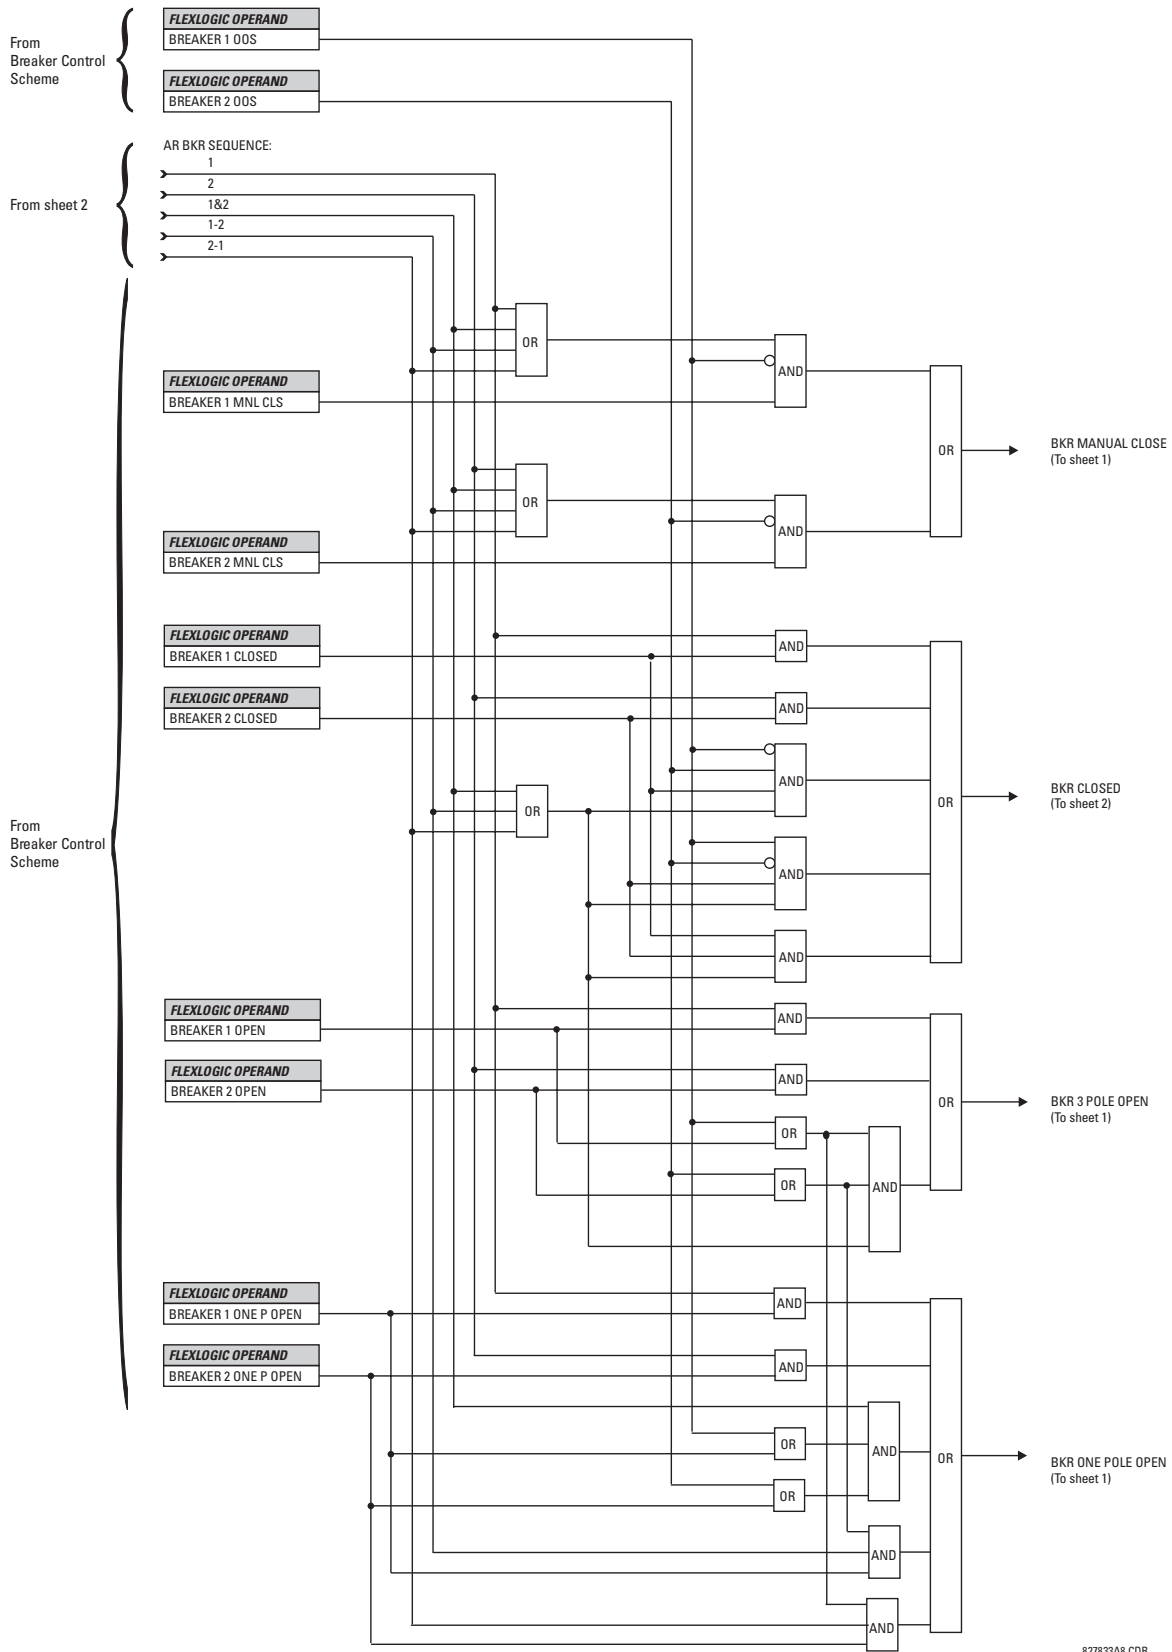 FLEXLOGIC OPERAND
BREAKER 1 OOS
From
Breaker Control
Scheme
FLEXLOGIC OPERAND
BREAKER 2 OOS
AR BKR SEQUENCE:
1
2
1&2
1-2
2-1
From sheet 2
OR
AND
FLEXLOGIC OPERAND
BREAKER 1 MNL CLS
OR
BKR MANUAL CLOSE
(To sheet 1)
OR
AND
FLEXLOGIC OPERAND
BREAKER 2 MNL CLS
FLEXLOGIC OPERAND
BREAKER 1 CLOSED
AND
FLEXLOGIC OPERAND
BREAKER 2 CLOSED
AND
AND
OR
OR
BKR CLOSED
(To sheet 2)
From
Breaker Control
Scheme
AND
AND
FLEXLOGIC OPERAND
BREAKER 1 OPEN
AND
FLEXLOGIC OPERAND
BREAKER 2 OPEN
AND
OR
BKR 3 POLE OPEN
(To sheet 1)
OR
OR
AND
FLEXLOGIC OPERAND
BREAKER 1 ONE P OPEN
AND
FLEXLOGIC OPERAND
BREAKER 2 ONE P OPEN
AND
OR
AND
OR
BKR ONE POLE OPEN
(To sheet 1)
OR
AND
AND
827833A8.CDR